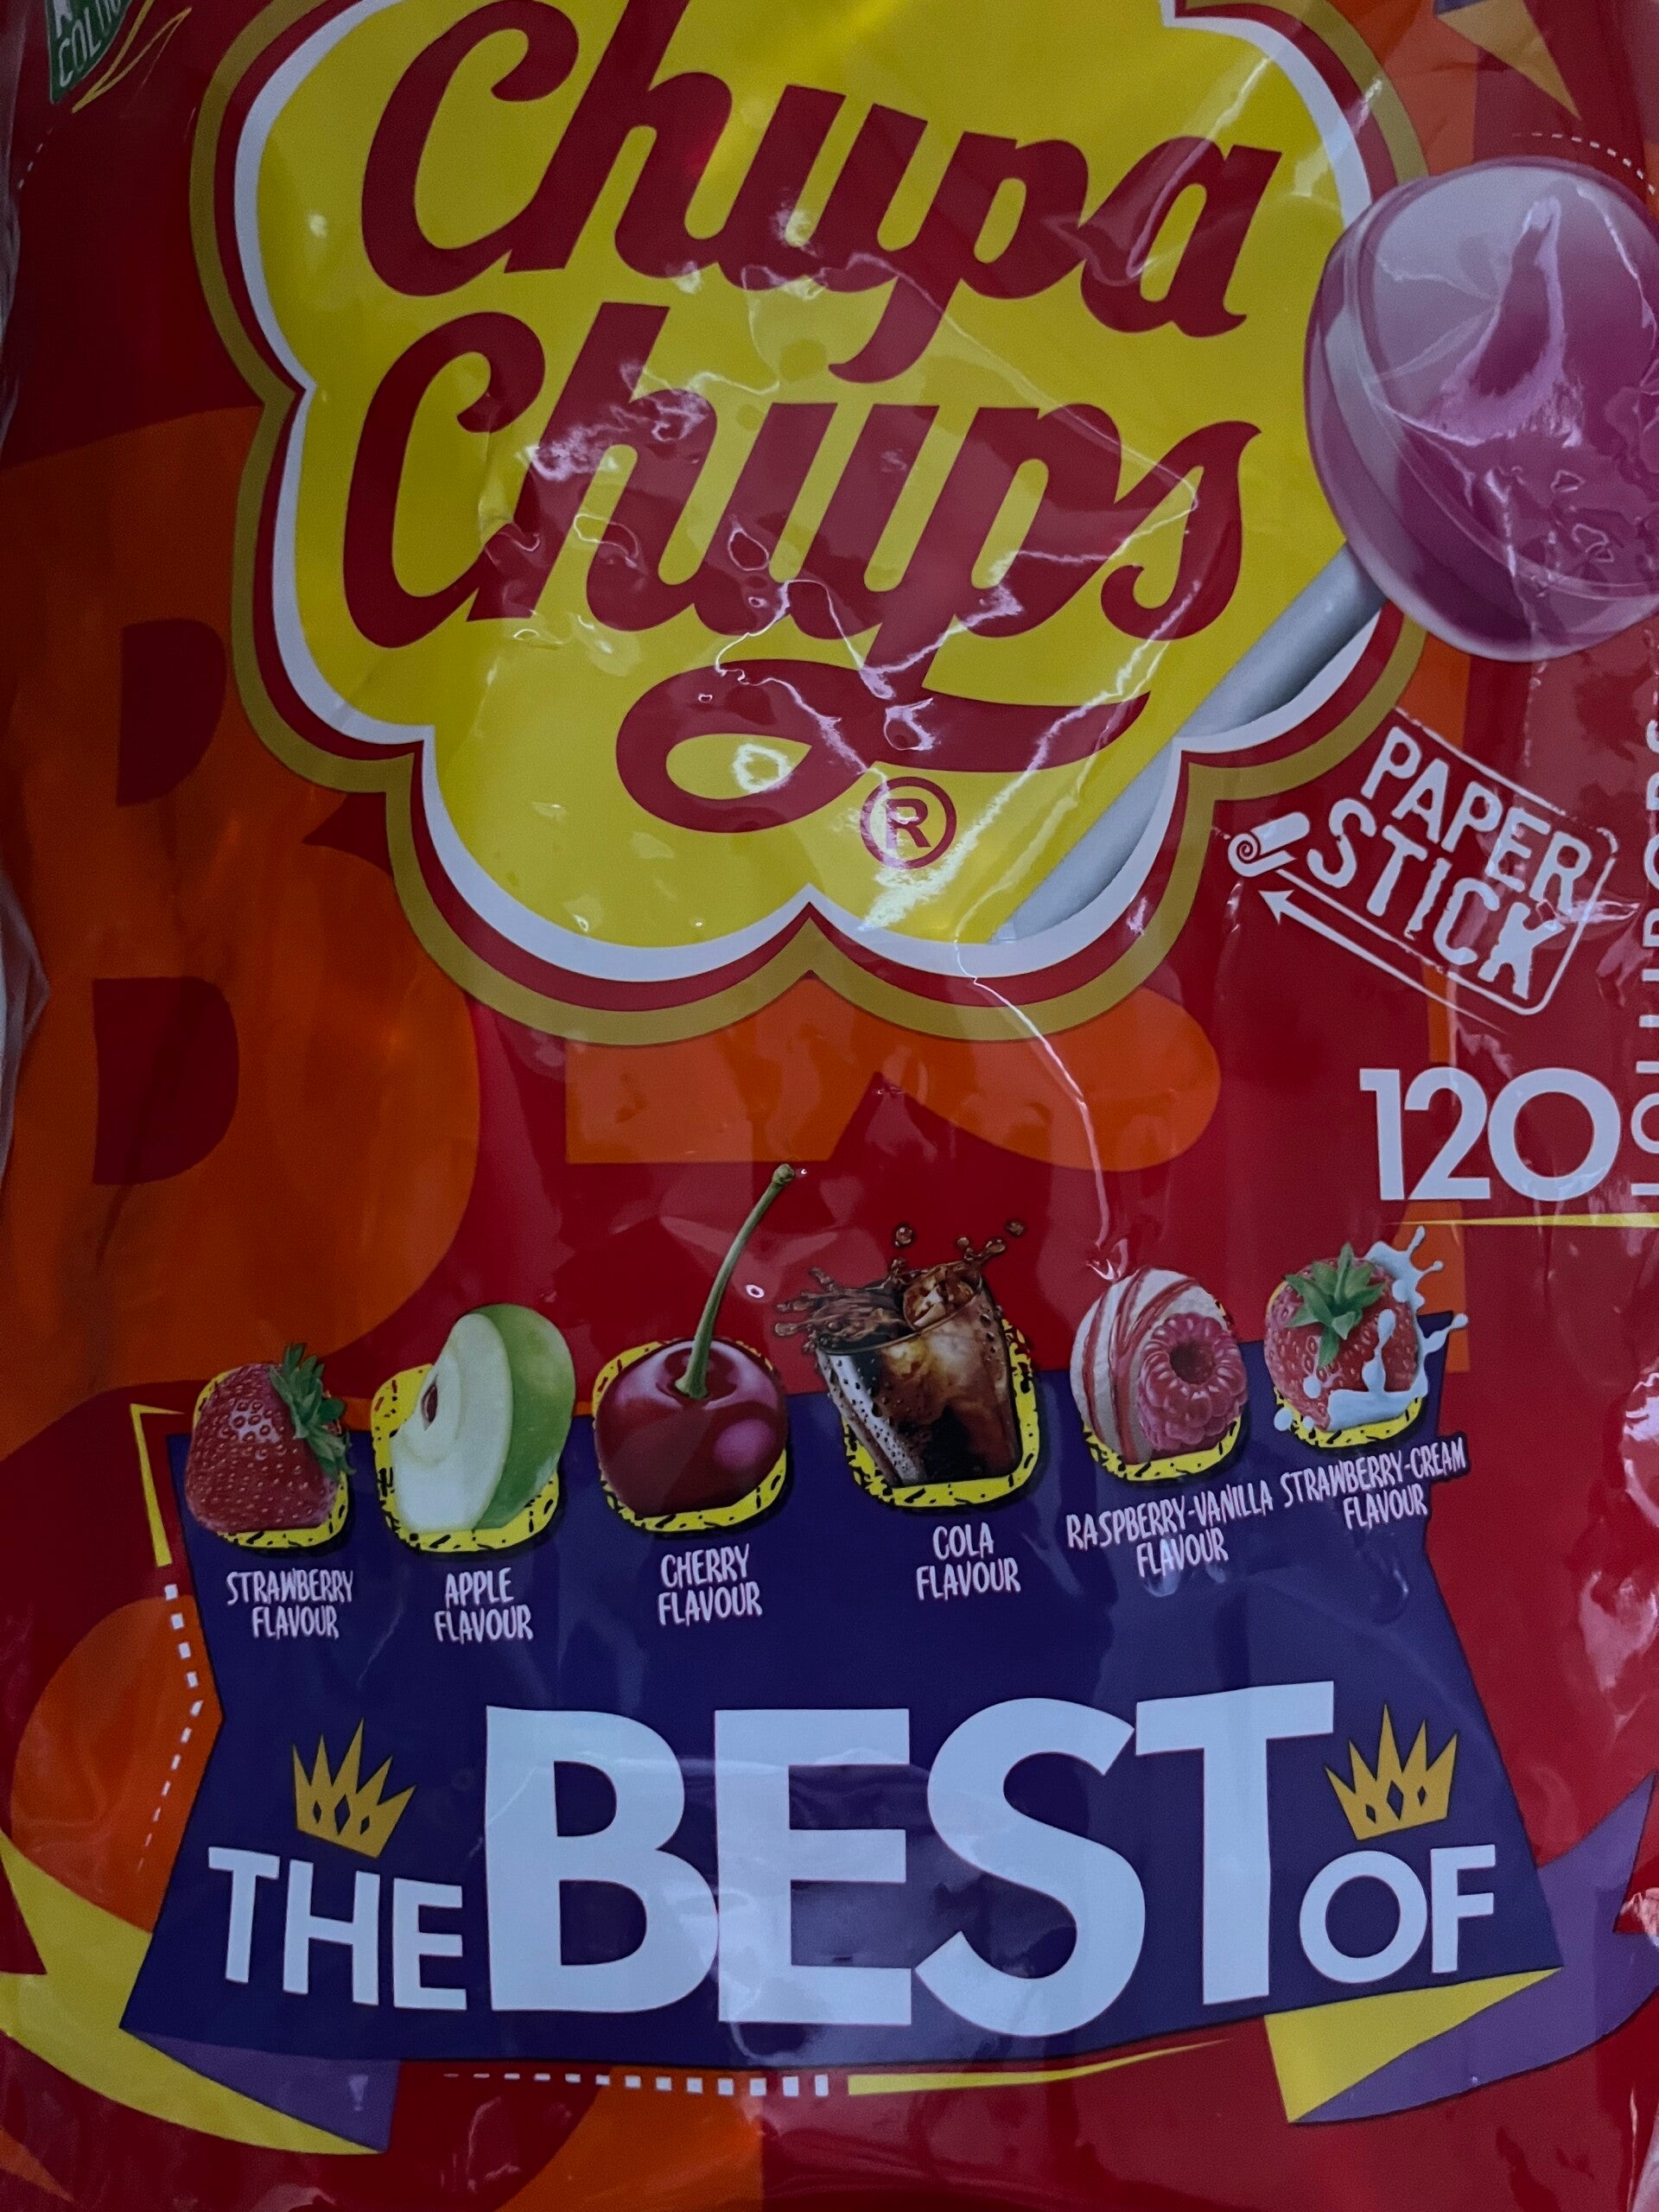 Chupa
Chups
®
PAPER
STICK
120
STRAWBERRY
FLAVOUR
APPLE
FLAVOUR
CHERRY
FLAVOUR
COLA
FLAVOUR
RASPBERRY-VANILLA
FLAVOUR
STRAWBERRY-CREAM
FLAVOUR
THE BEST OF